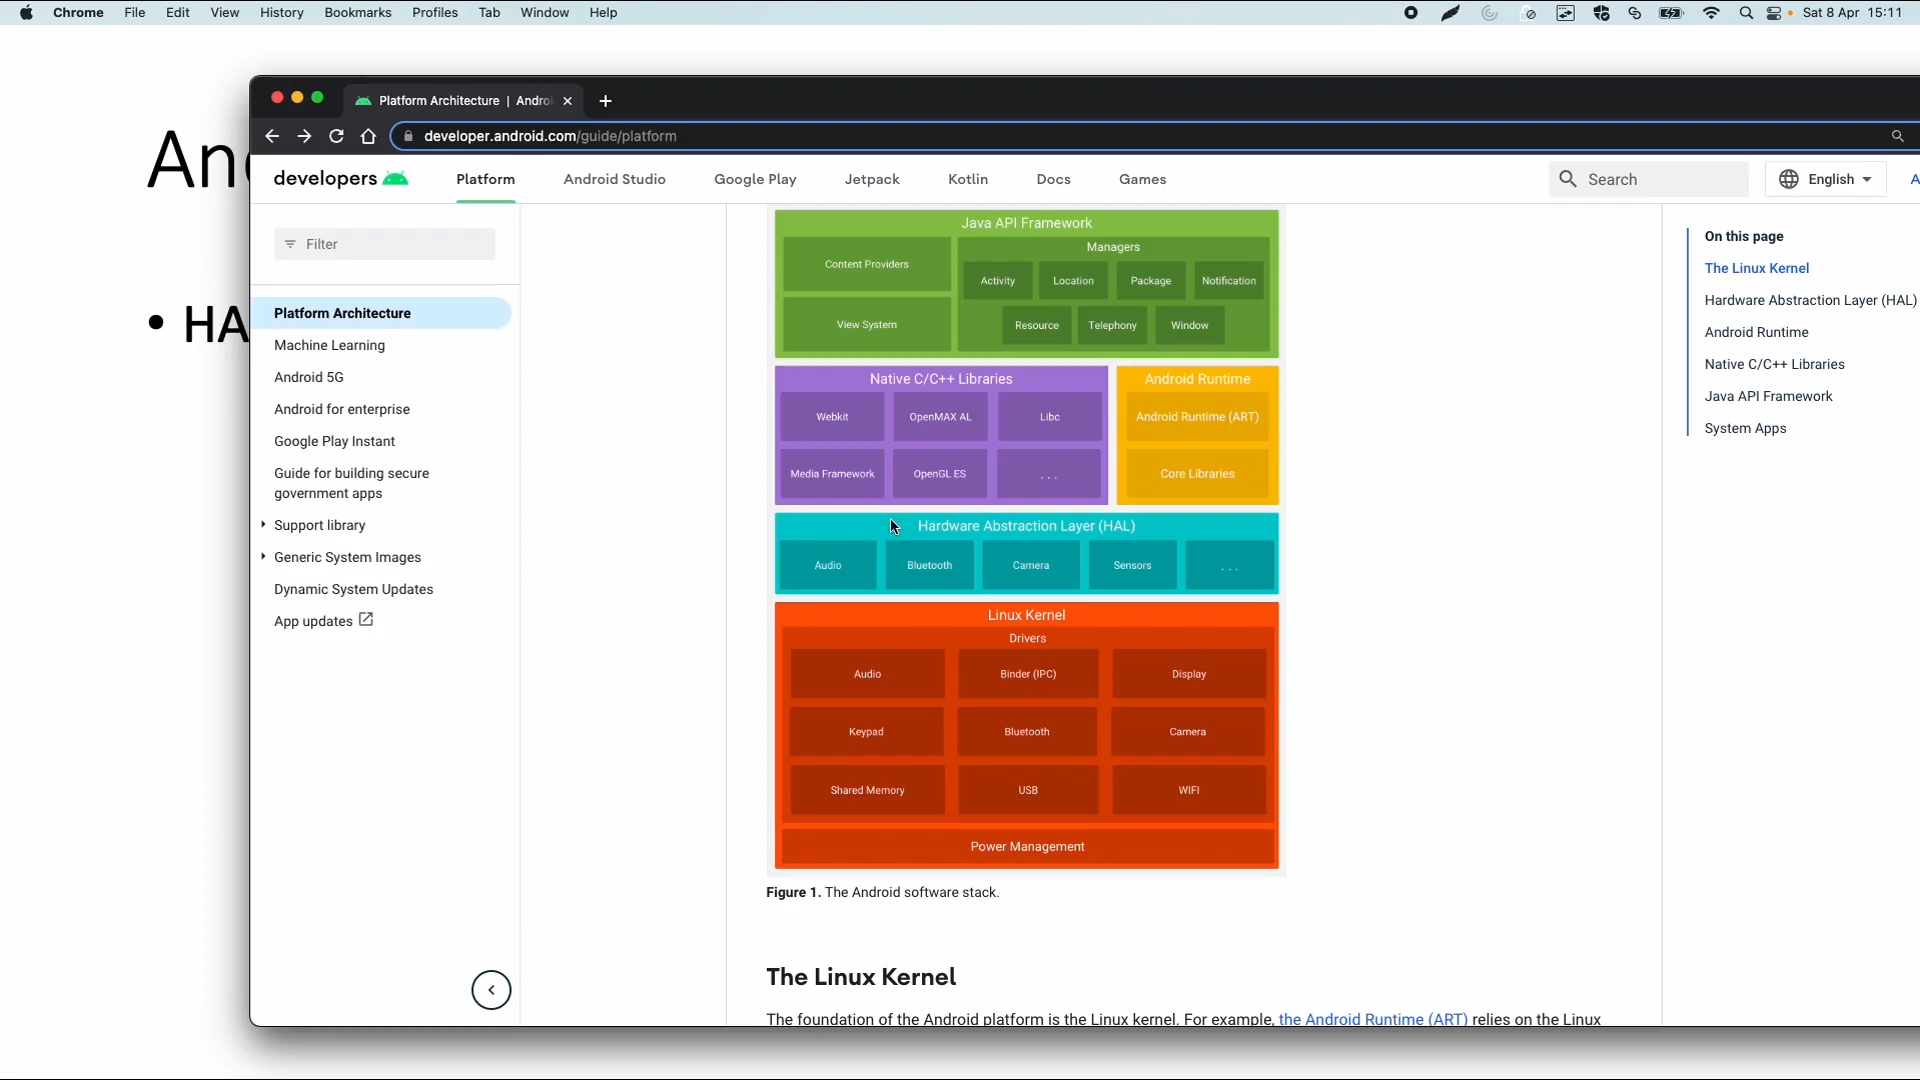 Chrome File Edit View History Bookmarks Profiles Tab Window Help Sat 8 Apr 15:11
Platform Architecture | Androi
developer.android.com/guide/platform
developers Platform Android Studio Google Play Jetpack Kotlin Docs Games Search English A
And
• HA
Filter
Platform Architecture
Machine Learning
Android 5G
Android for enterprise
Google Play Instant
Guide for building secure
government apps
Support library
Generic System Images
Dynamic System Updates
App updates
Java API Framework
Content Providers
View System
Managers
Activity Location Package Notification
Resource Telephony Window
Native C/C++ Libraries
Webkit OpenMAX AL Libc
Media Framework OpenGL ES ...
Android Runtime
Android Runtime (ART)
Core Libraries
Hardware Abstraction Layer (HAL)
Audio Bluetooth Camera Sensors ...
Linux Kernel
Drivers
Audio Binder (IPC) Display
Keypad Bluetooth Camera
Shared Memory USB WIFI
Power Management
Figure 1. The Android software stack.
The Linux Kernel
The foundation of the Android platform is the Linux kernel. For example, the Android Runtime (ART) relies on the Linux
On this page
The Linux Kernel
Hardware Abstraction Layer (HAL)
Android Runtime
Native C/C++ Libraries
Java API Framework
System Apps